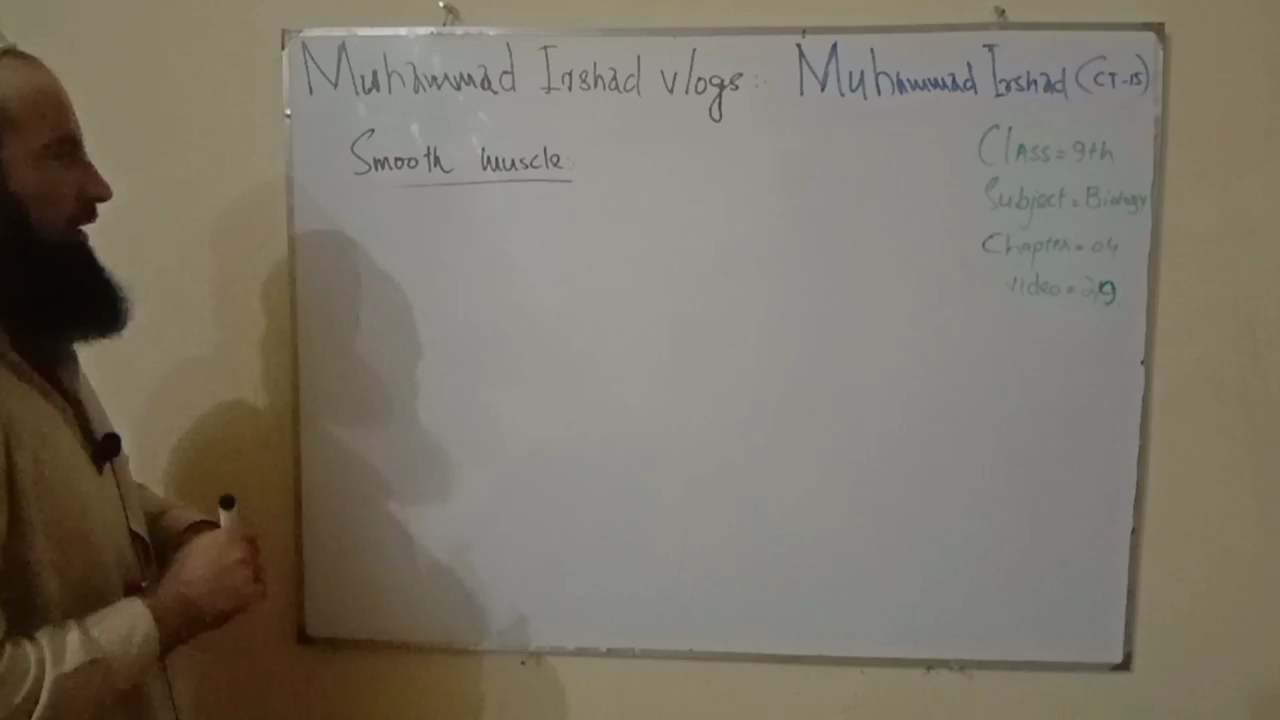 Muhammad Irshad vlogs: Muhammad Irshad (CT-15)
Smooth muscle:
Class = 9th
Subject = Biology
Chapter = 04
Video = 29